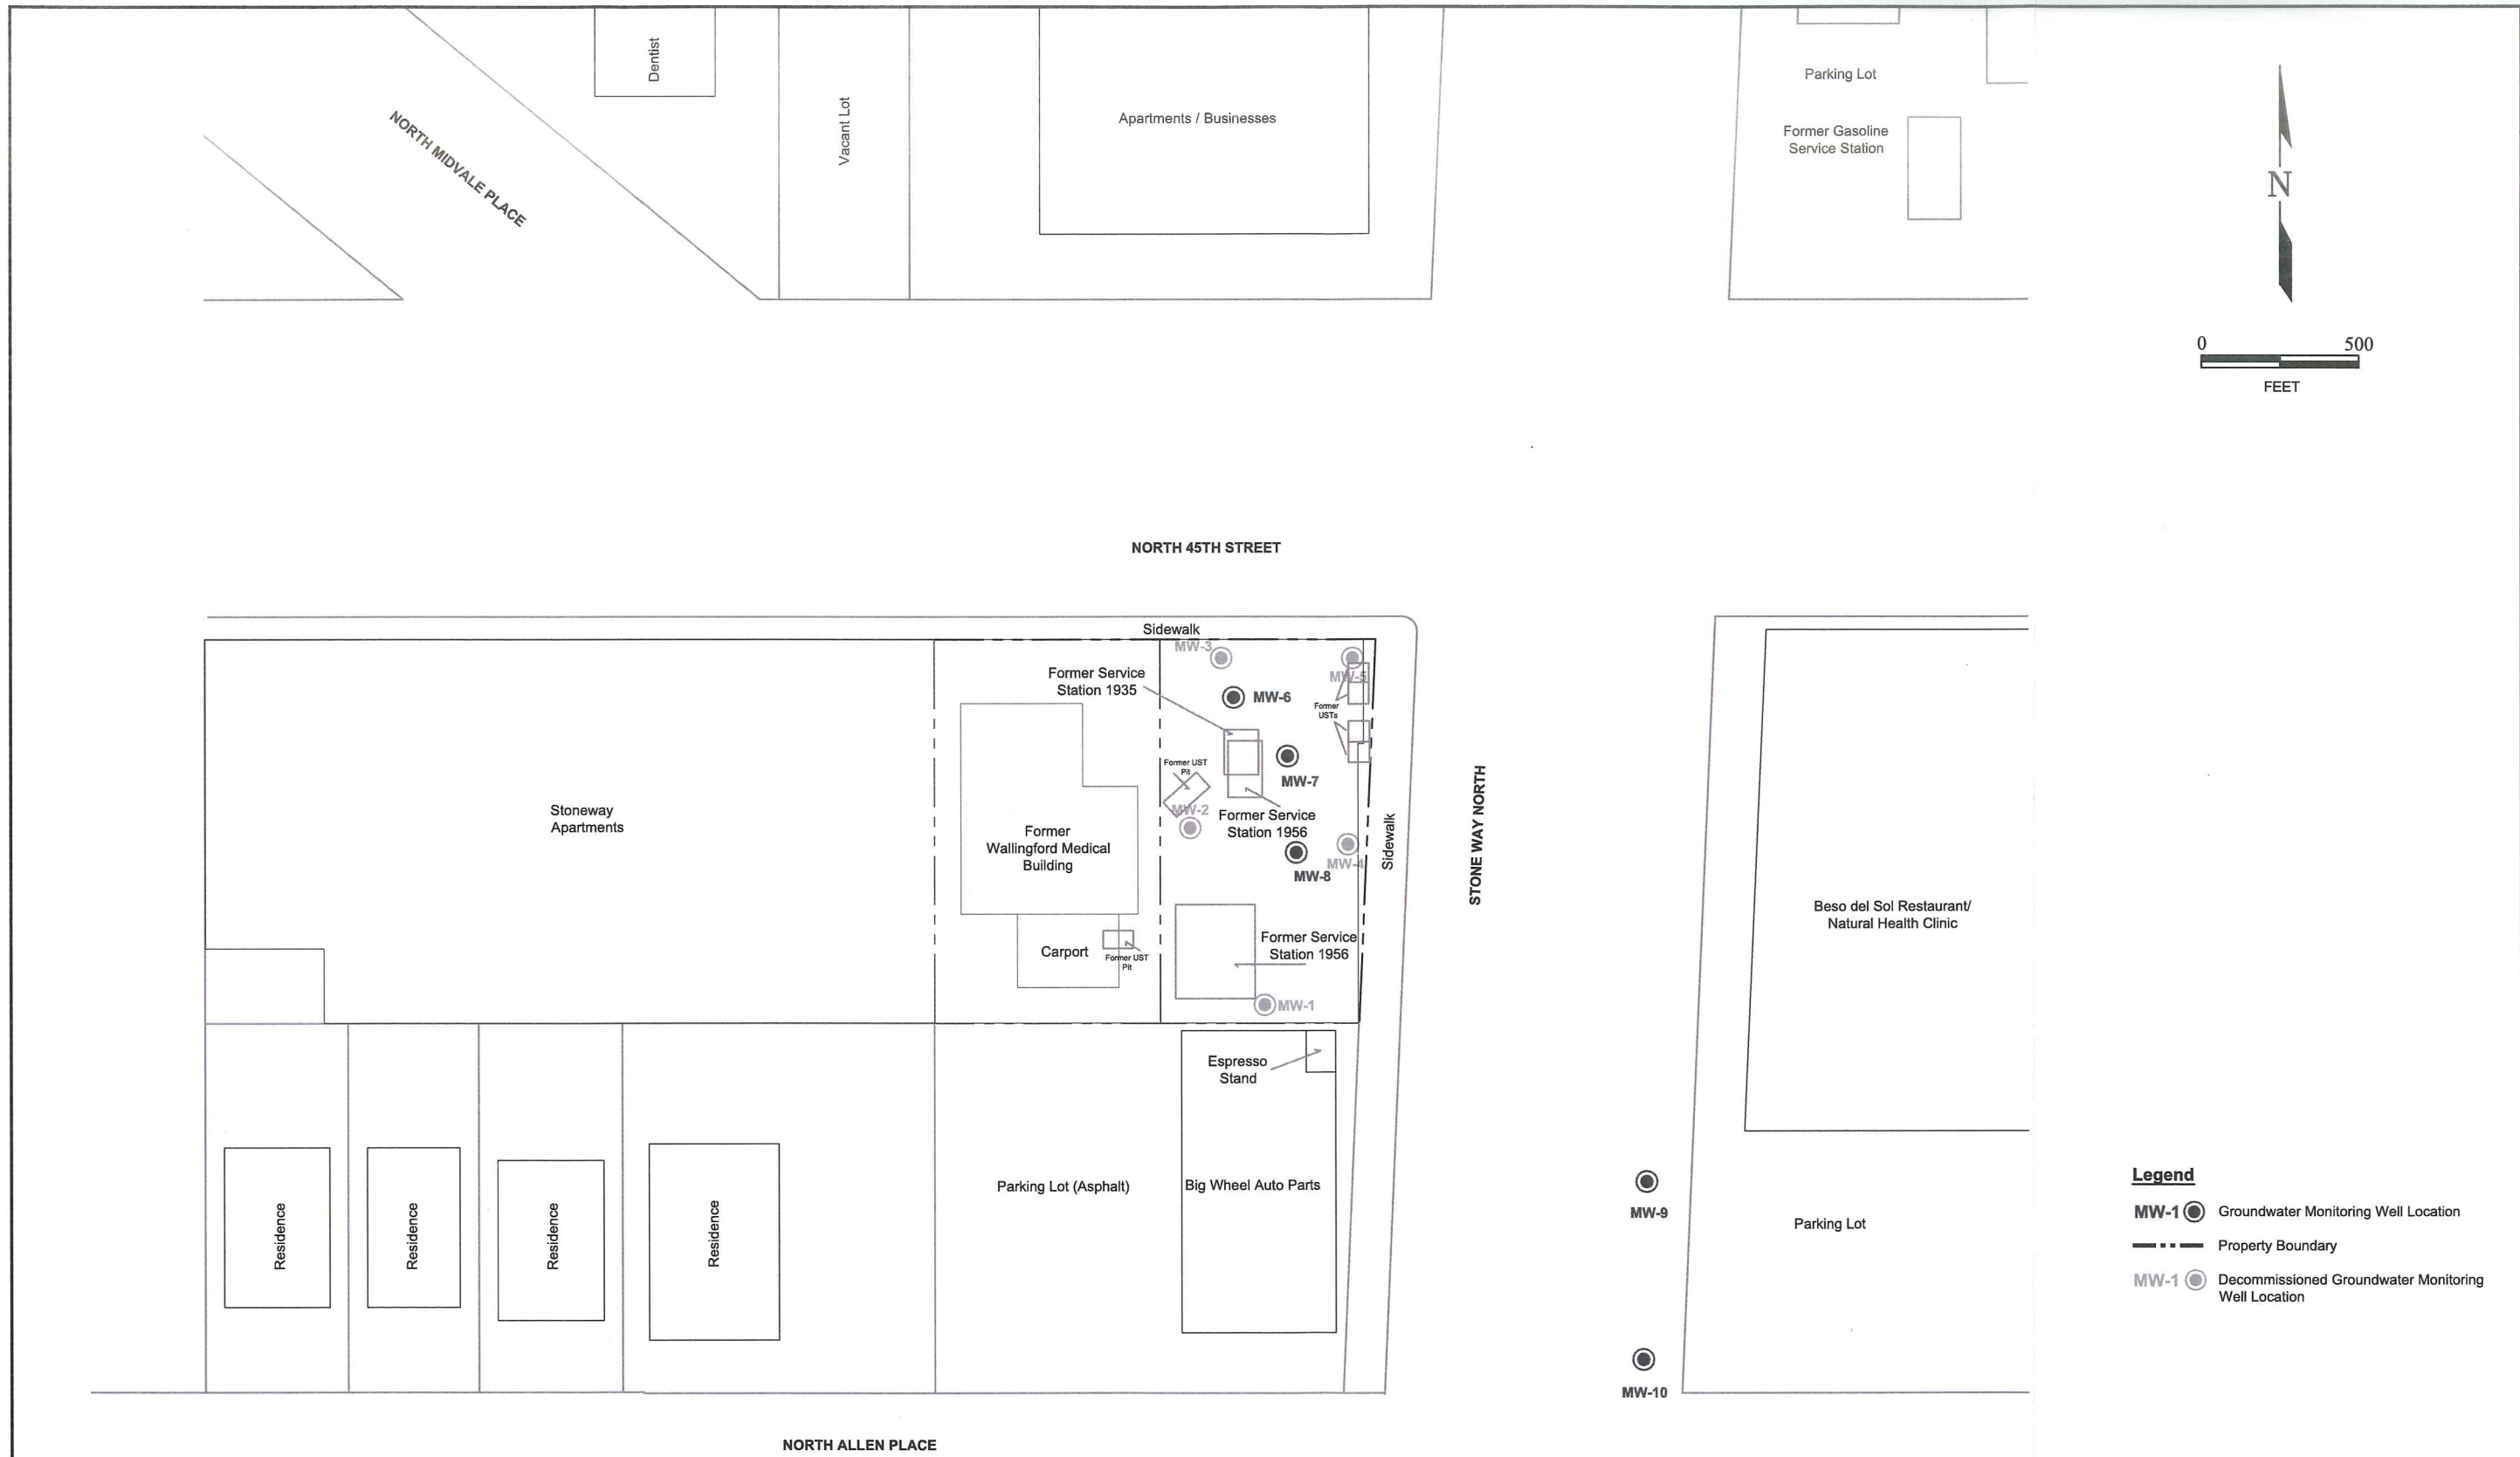 Dentist
NORTH MIDVALE PLACE
Vacant Lot
Apartments / Businesses
Parking Lot
Former Gasoline
Service Station
N
0 500
FEET
NORTH 45TH STREET
Sidewalk
MW-3
Former Service
Station 1935
MW-6
MW-5
Former
USTs
MW-7
Former UST
Pit
MW-2
Former Service
Station 1956
MW-4
MW-8
Sidewalk
STONE WAY NORTH
Stoneway
Apartments
Former
Wallingford Medical
Building
Carport
Former UST
Pit
Former Service
Station 1956
MW-1
Beso del Sol Restaurant/
Natural Health Clinic
Espresso
Stand
Residence
Residence
Residence
Residence
Parking Lot (Asphalt)
Big Wheel Auto Parts
MW-9
Parking Lot
MW-10
NORTH ALLEN PLACE
Legend
MW-1 Groundwater Monitoring Well Location
Property Boundary
MW-1 Decommissioned Groundwater Monitoring
Well Location